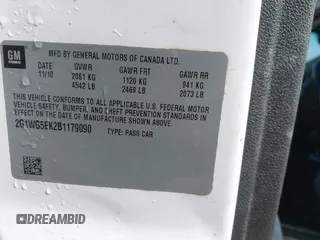 GM
MFD BY GENERAL MOTORS OF CANADA LTD.
DATE GVWR GAWR FRT GAWR RR
11/10 2061 KG 1120 KG 941 KG
4542 LB 2469 LB 2073 LB
THIS VEHICLE CONFORMS TO ALL APPLICABLE U.S. FEDERAL MOTOR
VEHICLE SAFETY, BUMPER, AND THEFT PREVENTION STANDARDS
IN EFFECT ON THE DATE OF MANUFACTURE SHOWN ABOVE.
2G1WG5EK2B1179090 TYPE: PASS CAR
DEALERSCOPE.AI